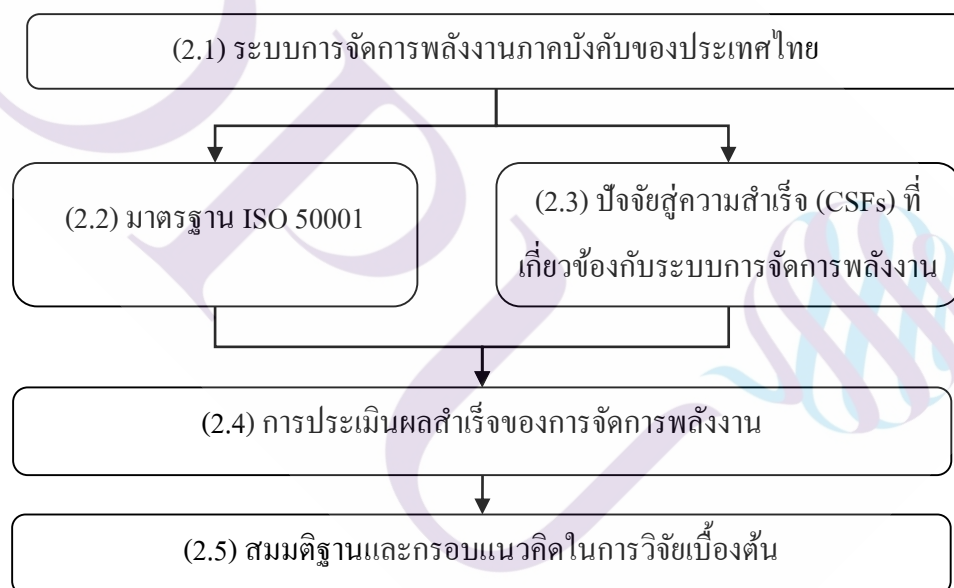 (2.1) ระบบการจัดการพลังงานภาคบังคับของประเทศไทย
(2.2) มาตรฐาน ISO 50001
(2.3) ปัจจัยสู่ความสำเร็จ (CSFs) ที่
เกี่ยวข้องกับระบบการจัดการพลังงาน
(2.4) การประเมินผลสำเร็จของการจัดการพลังงาน
(2.5) สมมติฐานและกรอบแนวคิดในการวิจัยเบื้องต้น